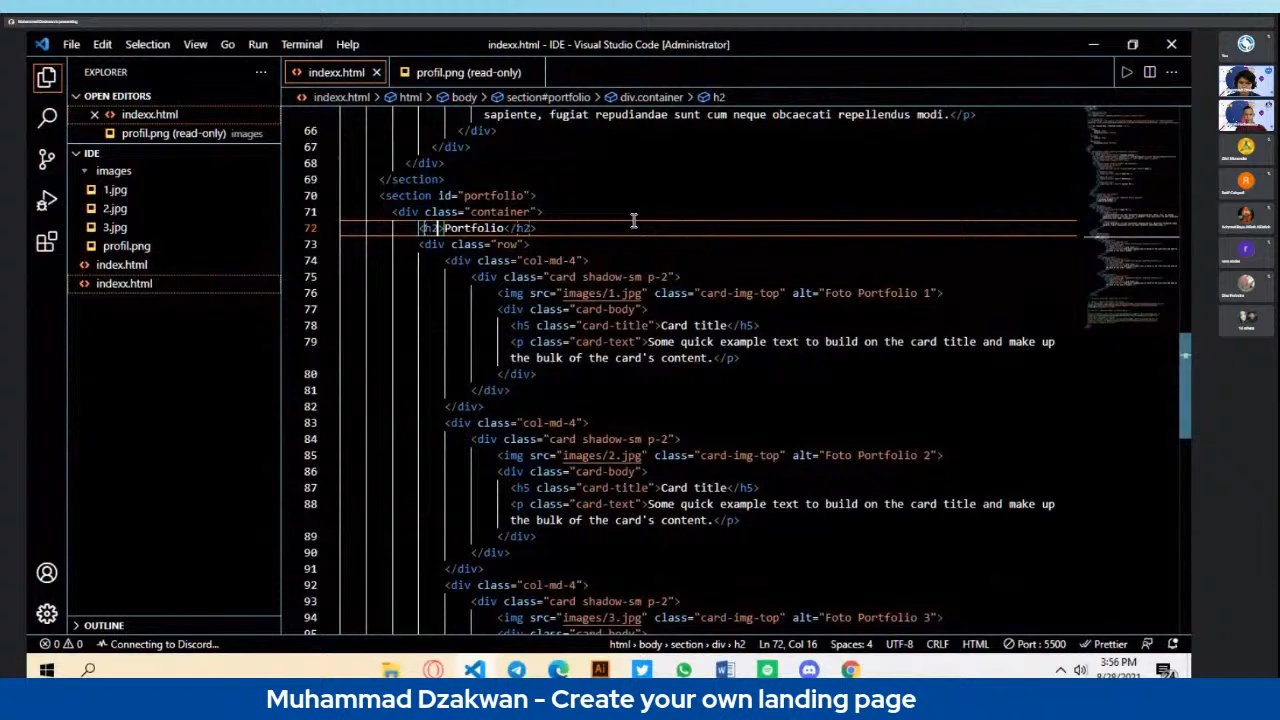 File Edit Selection View Go Run Terminal Help
indexx.html - IDE - Visual Studio Code [Administrator]
EXPLORER
indexx.html
profil.png (read-only)
OPEN EDITORS
indexx.html
profil.png (read-only) images
IDE
images
1.jpg
2.jpg
3.jpg
profil.png
index.html
indexx.html
OUTLINE
indexx.html > html > body > section#portfolio > div.container > h2
sapiente, fugiat repudiandae sunt cum neque obcaecati repellendus modi.</p>
66 </div>
67 </div>
68 </div>
69 </section>
70 <section id="portfolio">
71 <div class="container">
72 <h2>Portfolio</h2>
73 <div class="row">
74 <div class="col-md-4">
75 <div class="card shadow-sm p-2">
76 <img src="images/1.jpg" class="card-img-top" alt="Foto Portfolio 1">
77 <div class="card-body">
78 <h5 class="card-title">Card title</h5>
79 <p class="card-text">Some quick example text to build on the card title and make up
the bulk of the card's content.</p>
80 </div>
81 </div>
82 </div>
83 <div class="col-md-4">
84 <div class="card shadow-sm p-2">
85 <img src="images/2.jpg" class="card-img-top" alt="Foto Portfolio 2">
86 <div class="card-body">
87 <h5 class="card-title">Card title</h5>
88 <p class="card-text">Some quick example text to build on the card title and make up
the bulk of the card's content.</p>
89 </div>
90 </div>
91 </div>
92 <div class="col-md-4">
93 <div class="card shadow-sm p-2">
94 <img src="images/3.jpg" class="card-img-top" alt="Foto Portfolio 3">
0 0 Connecting to Discord...
html > body > section > div > h2 Ln 72, Col 16 Spaces: 4 UTF-8 CRLF HTML Port : 5500 Prettier
3:56 PM
8/28/2021
Muhammad Dzakwan - Create your own landing page